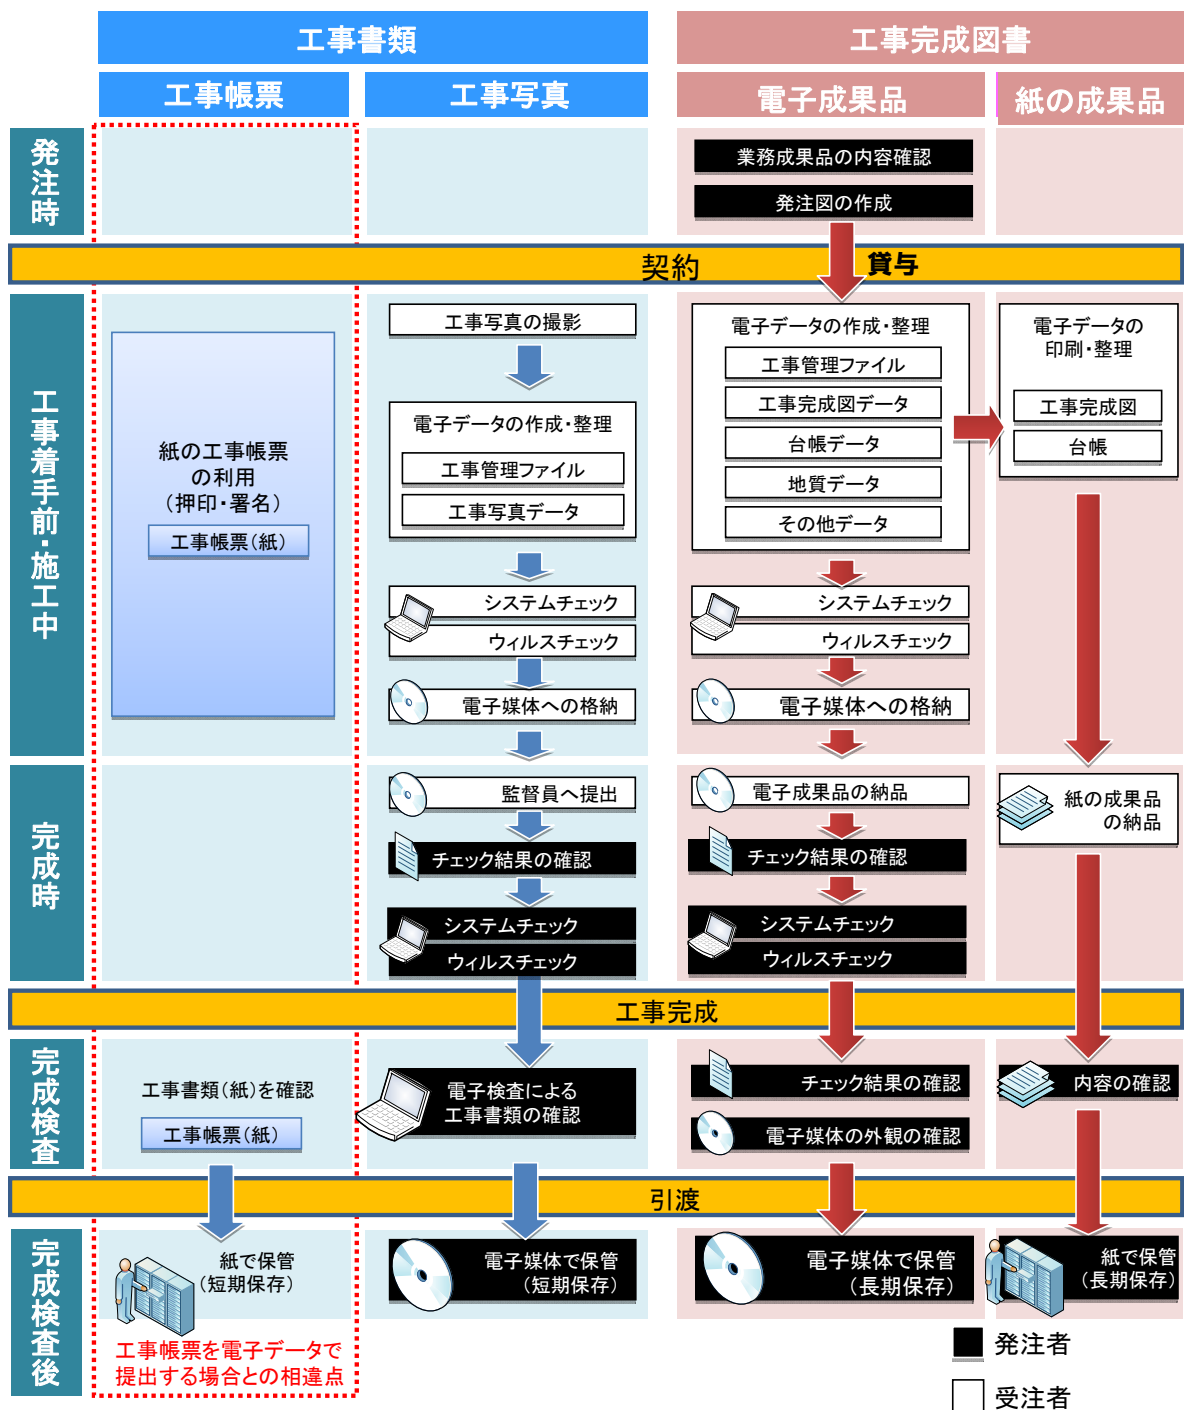 工事書類
工事完成図書
工事帳票
工事写真
電子成果品
紙の成果品
発注時
業務成果品の内容確認
発注図の作成
契約
貸与
工事着手前・施工中
紙の工事帳票
の利用
(押印・署名)
工事帳票(紙)
工事写真の撮影
電子データの作成・整理
工事管理ファイル
工事写真データ
システムチェック
ウィルスチェック
電子媒体への格納
電子データの作成・整理
工事管理ファイル
工事完成図データ
台帳データ
地質データ
その他データ
システムチェック
ウィルスチェック
電子媒体への格納
電子データの
印刷・整理
工事完成図
台帳
完成時
監督員へ提出
チェック結果の確認
システムチェック
ウィルスチェック
電子成果品の納品
チェック結果の確認
システムチェック
ウィルスチェック
紙の成果品
の納品
工事完成
完成検査
工事書類(紙)を確認
工事帳票(紙)
電子検査による
工事書類の確認
チェック結果の確認
電子媒体の外観の確認
内容の確認
引渡
完成検査後
紙で保管
(短期保存)
電子媒体で保管
(短期保存)
電子媒体で保管
(長期保存)
紙で保管
(長期保存)
工事帳票を電子データで
提出する場合との相違点
発注者
受注者